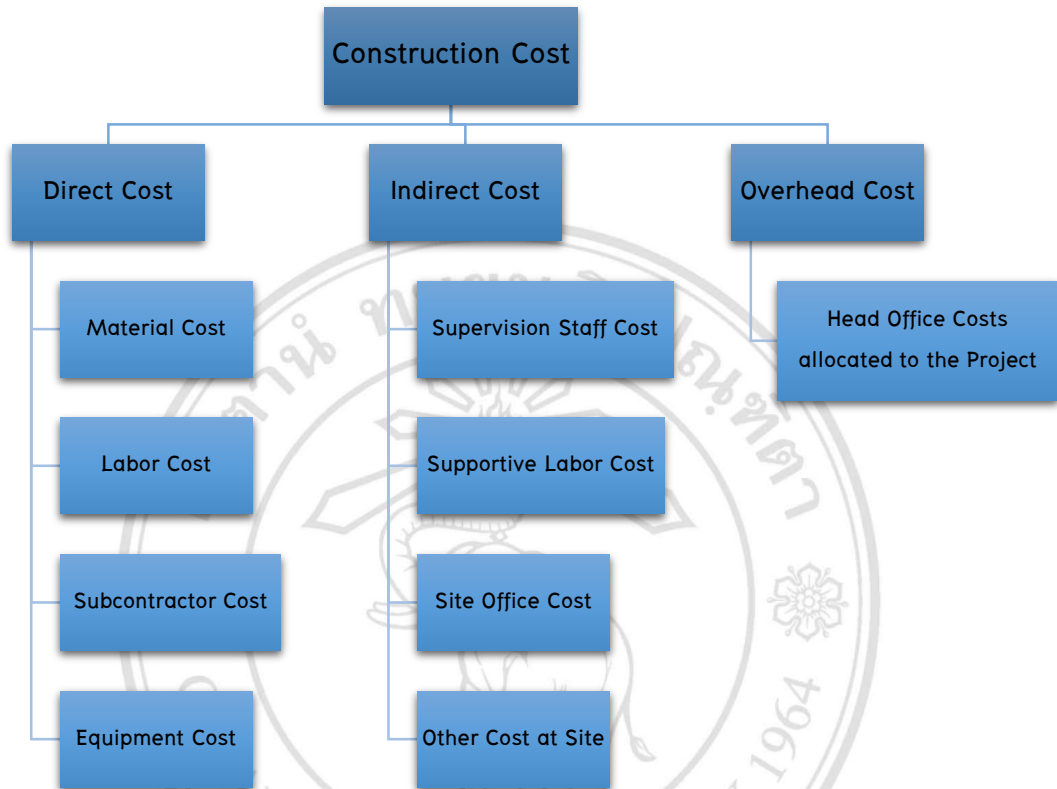 Construction Cost
Direct Cost
Indirect Cost
Overhead Cost
Material Cost
Supervision Staff Cost
Head Office Costs
allocated to the Project
Labor Cost
Supportive Labor Cost
Subcontractor Cost
Site Office Cost
Equipment Cost
Other Cost at Site
1964